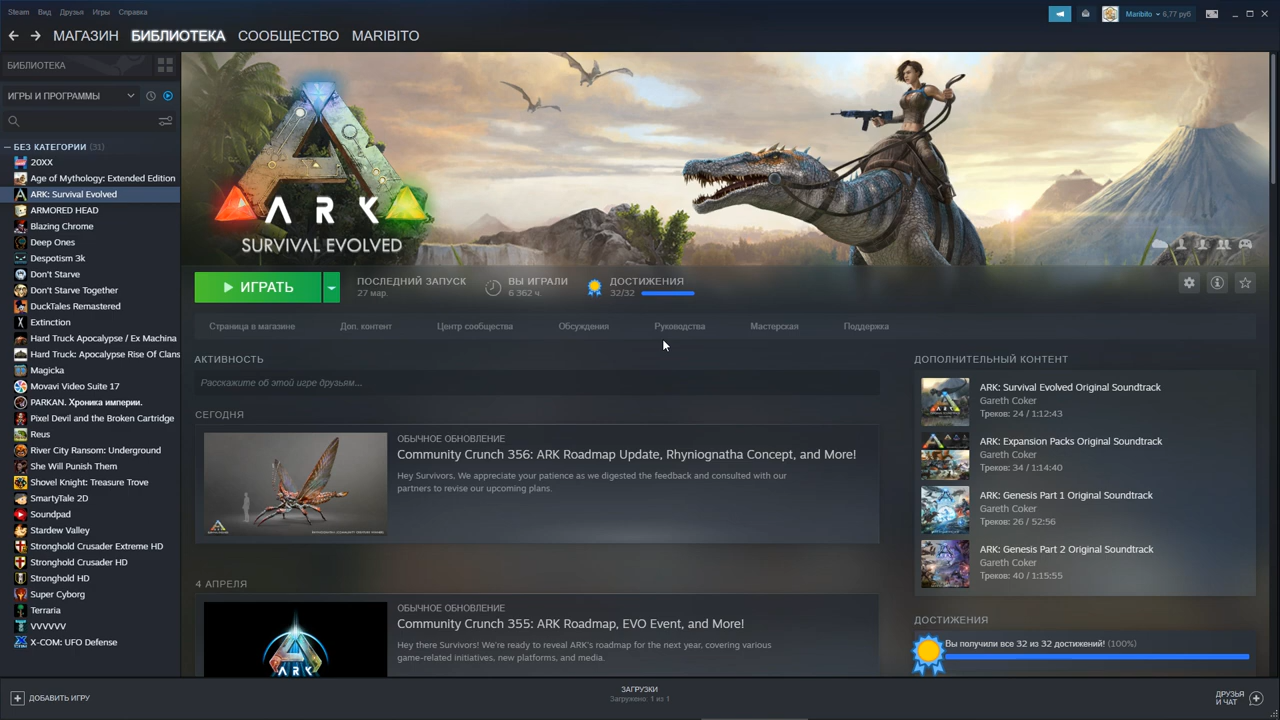 Steam Вид Друзья Игры Справка
Maribito 6,77 руб
МАГАЗИН БИБЛИОТЕКА СООБЩЕСТВО MARIBITO
БИБЛИОТЕКА
ИГРЫ И ПРОГРАММЫ
БЕЗ КАТЕГОРИИ (31)
20XX
Age of Mythology: Extended Edition
ARK: Survival Evolved
ARMORED HEAD
Blazing Chrome
Deep Ones
Despotism 3k
Don't Starve
Don't Starve Together
DuckTales Remastered
Extinction
Hard Truck Apocalypse / Ex Machina
Hard Truck: Apocalypse Rise Of Clans
Magicka
Movavi Video Suite 17
PARKAN. Хроника империи.
Pixel Devil and the Broken Cartridge
Reus
River City Ransom: Underground
She Will Punish Them
Shovel Knight: Treasure Trove
SmartyTale 2D
Soundpad
Stardew Valley
Stronghold Crusader Extreme HD
Stronghold Crusader HD
Stronghold HD
Super Cyborg
Terraria
VVVVVV
X-COM: UFO Defense
ДОБАВИТЬ ИГРУ
ARK
SURVIVAL EVOLVED
ИГРАТЬ
ПОСЛЕДНИЙ ЗАПУСК
27 мар.
ВЫ ИГРАЛИ
6 362 ч.
ДОСТИЖЕНИЯ
32/32
Страница в магазине Доп. контент Центр сообщества Обсуждения Руководства Мастерская Поддержка
АКТИВНОСТЬ
Расскажите об этой игре друзьям...
СЕГОДНЯ
ОБЫЧНОЕ ОБНОВЛЕНИЕ
Community Crunch 356: ARK Roadmap Update, Rhyniognatha Concept, and More!
Hey Survivors, We appreciate your patience as we digested the feedback and consulted with our
partners to revise our upcoming plans.
4 АПРЕЛЯ
ОБЫЧНОЕ ОБНОВЛЕНИЕ
Community Crunch 355: ARK Roadmap, EVO Event, and More!
Hey there Survivors! We're ready to reveal ARK's roadmap for the next year, covering various
game-related initiatives, new platforms, and media.
ARK
ДОПОЛНИТЕЛЬНЫЙ КОНТЕНТ
ARK: Survival Evolved Original Soundtrack
Gareth Coker
Треков: 24 / 1:12:43
ARK: Expansion Packs Original Soundtrack
Gareth Coker
Треков: 34 / 1:14:40
ARK: Genesis Part 1 Original Soundtrack
Gareth Coker
Треков: 26 / 52:56
ARK: Genesis Part 2 Original Soundtrack
Gareth Coker
Треков: 40 / 1:15:55
ДОСТИЖЕНИЯ
Вы получили все 32 из 32 достижений! (100%)
ЗАГРУЗКИ
Загружено: 1 из 1
ДРУЗЬЯ
И ЧАТ